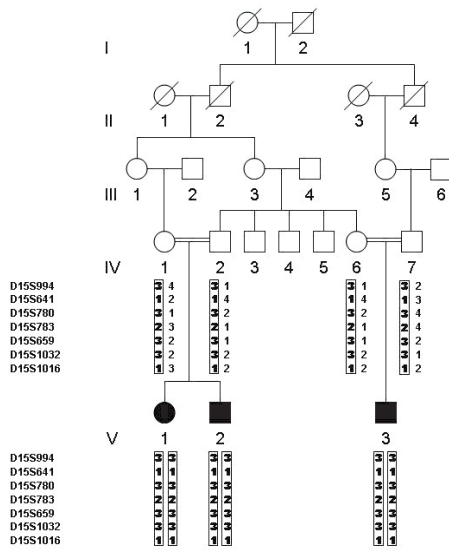 1 2
I
1 2 3 4
II
1 2 3 4 5 6
III
1 2 3 4 5 6 7
IV
D15S994 3 4 3 1 3 1 3 2
D15S641 1 2 1 4 1 4 1 3
D15S780 3 1 3 2 3 2 3 4
D15S783 2 3 2 1 2 1 2 4
D15S659 3 2 3 2 3 2 3 2
D15S1032 3 2 3 2 3 1 3 1
D15S1016 1 3 1 2 1 2 1 2
V
1 2 3
D15S994 3 3 3 3 3 3
D15S641 1 1 1 1 1 1
D15S780 3 3 3 3 3 3
D15S783 2 2 2 2 2 2
D15S659 3 3 3 3 3 3
D15S1032 3 3 3 3 3 3
D15S1016 1 1 1 1 1 1